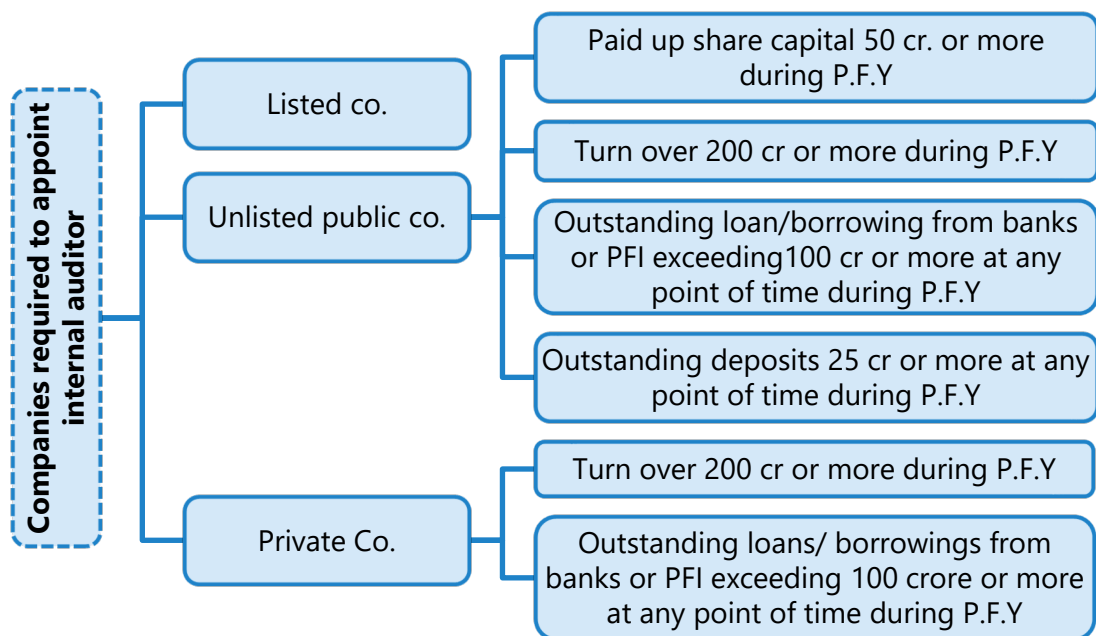 Companies required to appoint
internal auditor
Listed co.
Unlisted public co.
Paid up share capital 50 cr. or more
during P.F.Y
Turn over 200 cr or more during P.F.Y
Outstanding loan/borrowing from banks
or PFI exceeding100 cr or more at any
point of time during P.F.Y
Outstanding deposits 25 cr or more at any
point of time during P.F.Y
Private Co.
Turn over 200 cr or more during P.F.Y
Outstanding loans/ borrowings from
banks or PFI exceeding 100 crore or more
at any point of time during P.F.Y